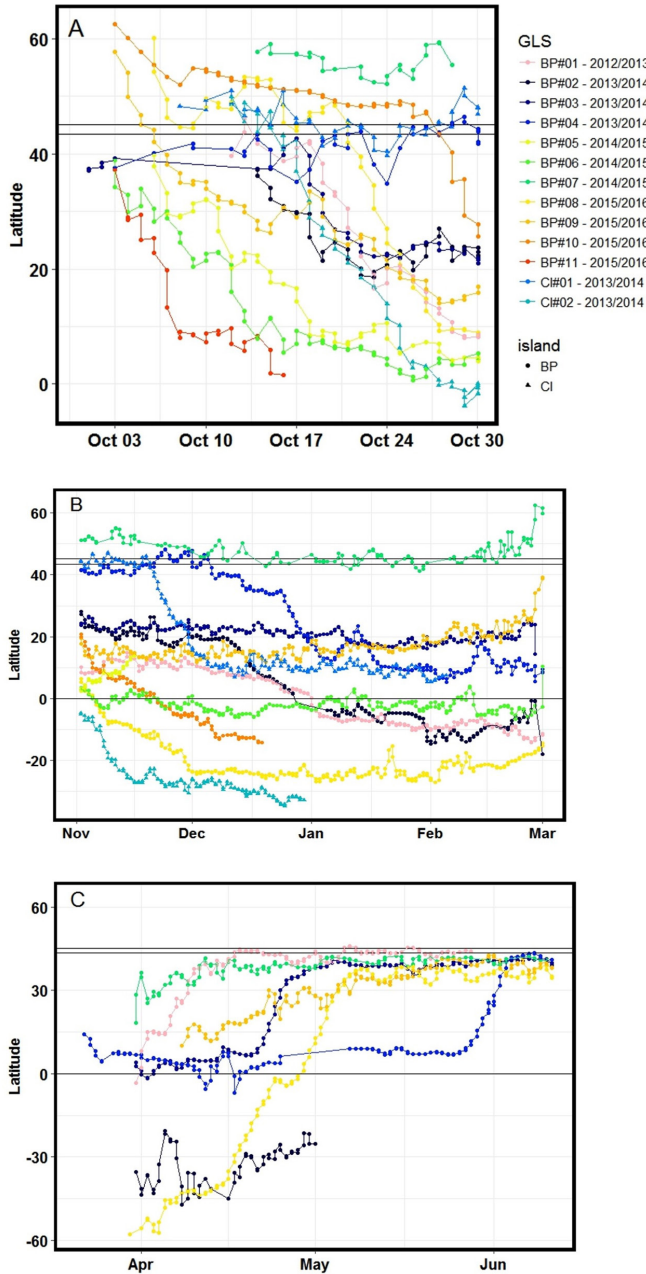 A
60
40
20
0
Latitude
Oct 03 Oct 10 Oct 17 Oct 24 Oct 30
GLS
BP#01 - 2012/2013
BP#02 - 2013/2014
BP#03 - 2013/2014
BP#04 - 2013/2014
BP#05 - 2014/2015
BP#06 - 2014/2015
BP#07 - 2014/2015
BP#08 - 2015/2016
BP#09 - 2015/2016
BP#10 - 2015/2016
BP#11 - 2015/2016
CI#01 - 2013/2014
CI#02 - 2013/2014
island
BP
CI
B
60
40
20
0
-20
Latitude
Nov Dec Jan Feb Mar
C
60
30
0
-30
-60
Latitude
Apr May Jun